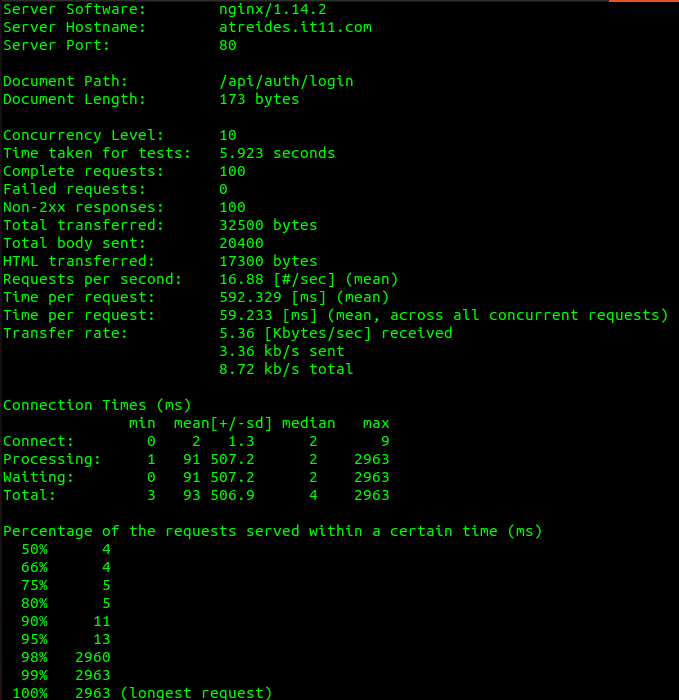 Server Software:        nginx/1.14.2
Server Hostname:        atreides.it11.com
Server Port:            80
Document Path:          /api/auth/login
Document Length:        173 bytes
Concurrency Level:      10
Time taken for tests:   5.923 seconds
Complete requests:      100
Failed requests:        0
Non-2xx responses:      100
Total transferred:      32500 bytes
Total body sent:        20400
HTML transferred:       17300 bytes
Requests per second:    16.88 [#/sec] (mean)
Time per request:       592.329 [ms] (mean)
Time per request:       59.233 [ms] (mean, across all concurrent requests)
Transfer rate:          5.36 [Kbytes/sec] received
                        3.36 kb/s sent
                        8.72 kb/s total
Connection Times (ms)
              min  mean[+/-sd] median   max
Connect:        0    2   1.3      2       9
Processing:     1   91 507.2      2    2963
Waiting:        0   91 507.2      2    2963
Total:          3   93 506.9      4    2963
Percentage of the requests served within a certain time (ms)
  50%      4
  66%      4
  75%      5
  80%      5
  90%     11
  95%     13
  98%   2960
  99%   2963
 100%   2963 (longest request)